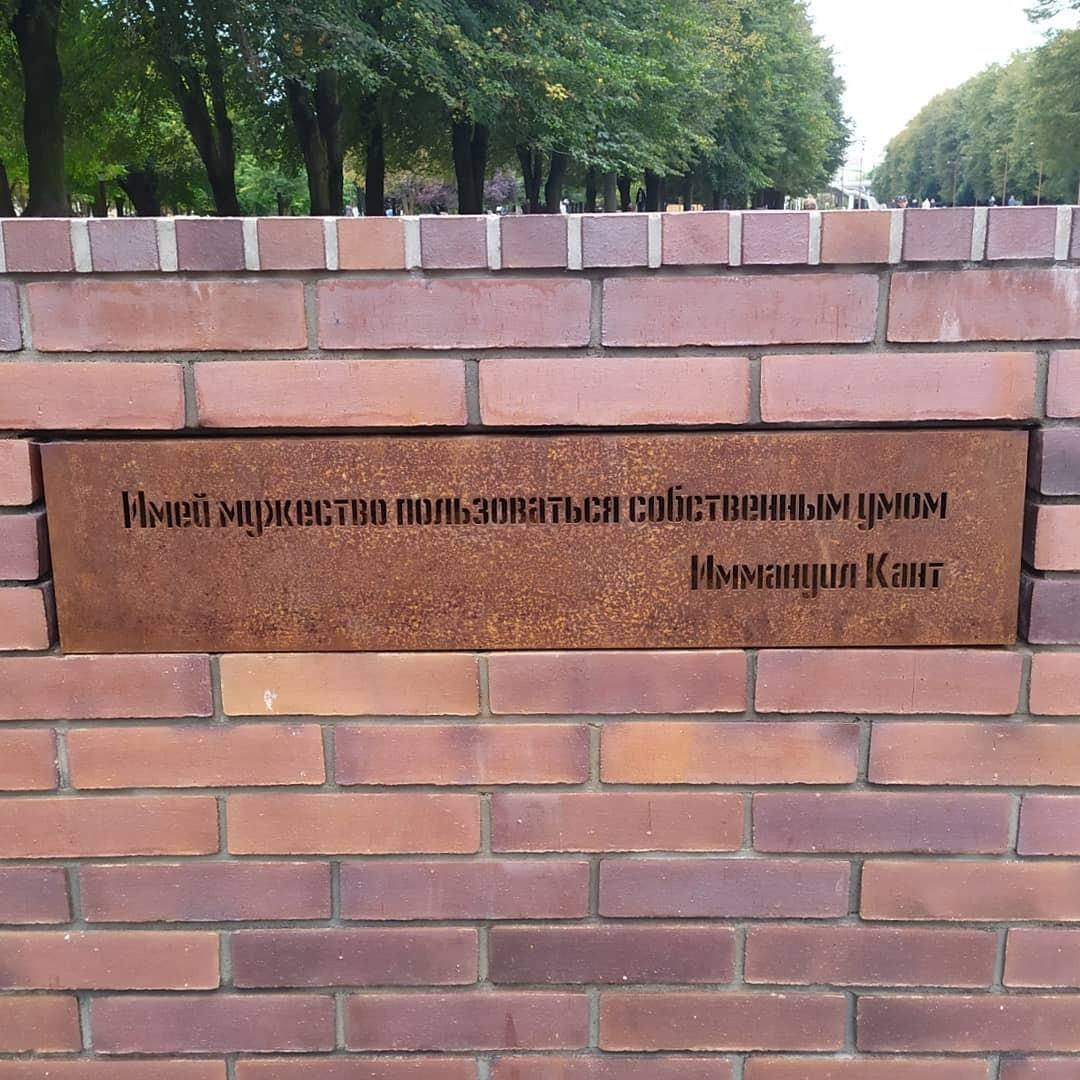 Имей мужество пользоваться собственным умом
Иммануил Кант